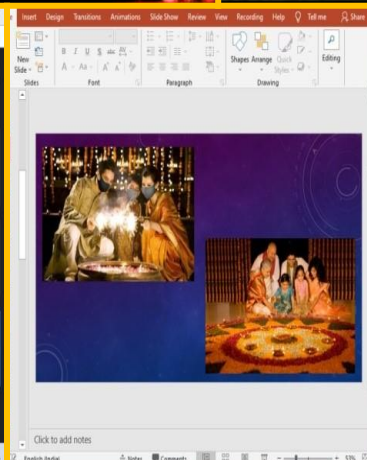 Insert Design Transitions Animations Slide Show Review View Recording Help Tell me Share
New
Slide
Shapes Arrange Quick
Styles
Editing
Slides Font Paragraph Drawing
Click to add notes
English (India) Notes Comments 53%